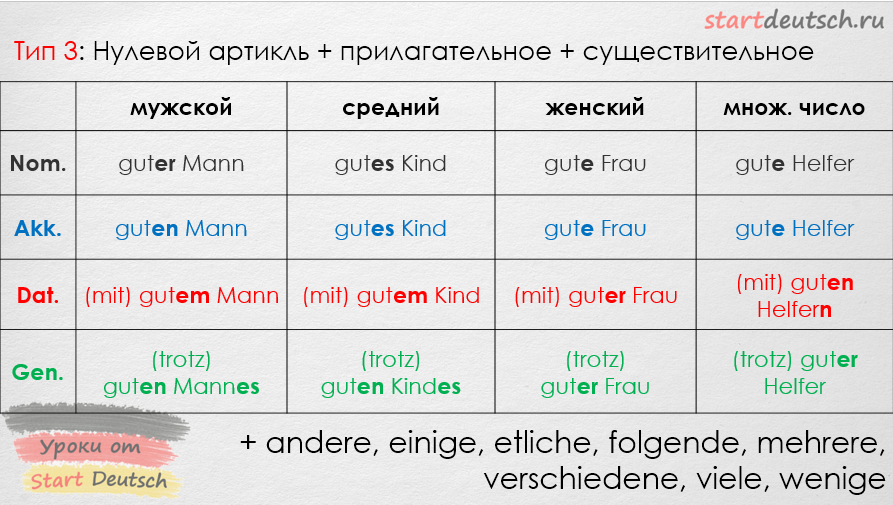 startdeutsch.ru
Тип 3: Нулевой артикль + прилагательное + существительное
мужской средний женский множ. число
Nom. guter Mann gutes Kind gute Frau gute Helfer
Akk. guten Mann gutes Kind gute Frau gute Helfer
Dat. (mit) gutem Mann (mit) gutem Kind (mit) guter Frau (mit) guten
Helfern
Gen. (trotz) (trotz) (trotz) (trotz) guter
guten Mannes guten Kindes guter Frau Helfer
Уроки от
Start Deutsch
+ andere, einige, etliche, folgende, mehrere,
verschiedene, viele, wenige